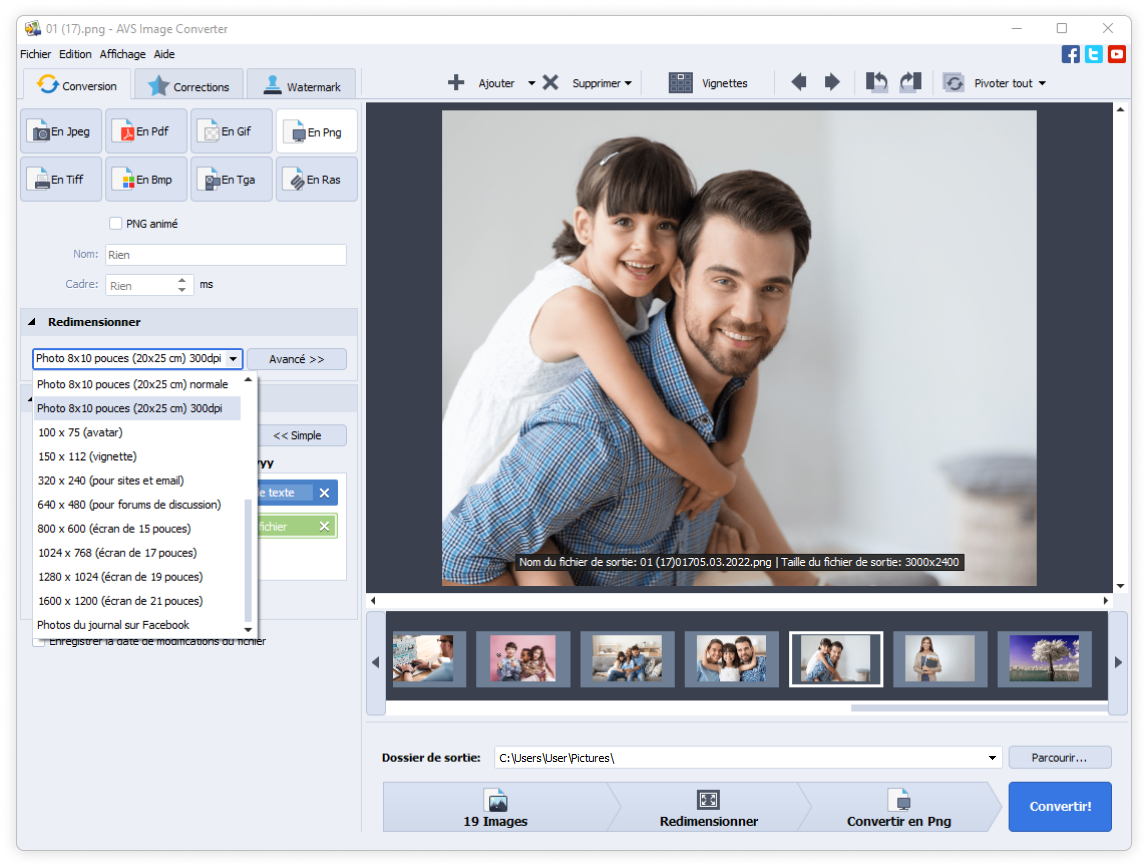 01 (17).png - AVS Image Converter
Fichier Edition Affichage Aide
Conversion Corrections Watermark
Ajouter Supprimer Vignettes Pivoter tout
En Jpeg En Pdf En Gif En Png
En Tiff En Bmp En Tga En Ras
PNG animé
Nom: Rien
Cadre: Rien ms
Redimensionner
Photo 8x10 pouces (20x25 cm) 300dpi Avancé >>
Photo 8x10 pouces (20x25 cm) normale
Photo 8x10 pouces (20x25 cm) 300dpi
100 x 75 (avatar)
<< Simple
150 x 112 (vignette)
yyy
320 x 240 (pour sites et email)
le texte
640 x 480 (pour forums de discussion)
800 x 600 (écran de 15 pouces)
fichier
1024 x 768 (écran de 17 pouces)
1280 x 1024 (écran de 19 pouces)
1600 x 1200 (écran de 21 pouces)
Photos du journal sur Facebook
Enregistrer la date de modifications du fichier
Nom du fichier de sortie: 01 (17)01705.03.2022.png | Taille du fichier de sortie: 3000x2400
Dossier de sortie: C:\Users\User\Pictures\ Parcourir...
19 Images Redimensionner Convertir en Png Convertir!